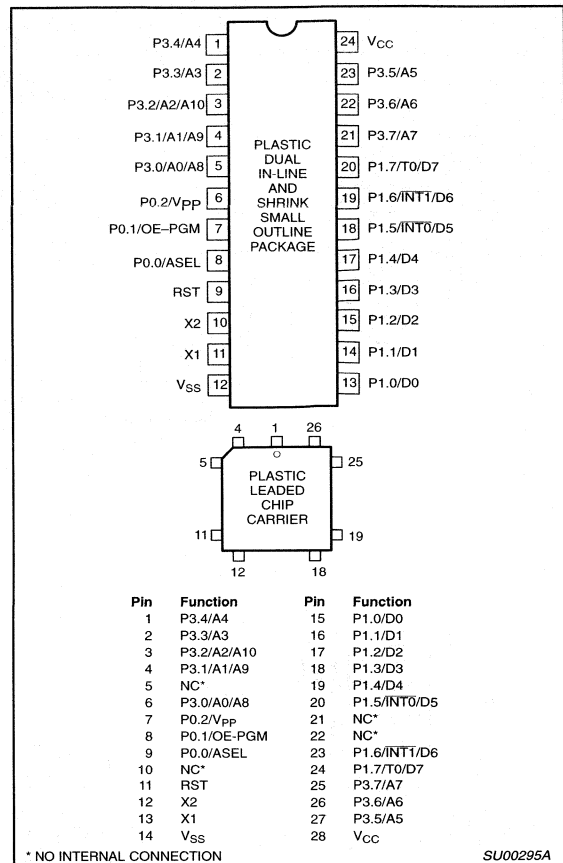 P3.4/A4 1 24 VCC
P3.3/A3 2 23 P3.5/A5
P3.2/A2/A10 3 22 P3.6/A6
P3.1/A1/A9 4 21 P3.7/A7
P3.0/A0/A8 5 20 P1.7/T0/D7
P0.2/VPP 6 19 P1.6/INT1/D6
P0.1/OE–PGM 7 18 P1.5/INT0/D5
P0.0/ASEL 8 17 P1.4/D4
RST 9 16 P1.3/D3
X2 10 15 P1.2/D2
X1 11 14 P1.1/D1
VSS 12 13 P1.0/D0
PLASTIC
DUAL
IN-LINE
AND
SHRINK
SMALL
OUTLINE
PACKAGE
4 1 26
5 25
PLASTIC
LEADED
CHIP
CARRIER
11 19
12 18
Pin Function Pin Function
1 P3.4/A4 15 P1.0/D0
2 P3.3/A3 16 P1.1/D1
3 P3.2/A2/A10 17 P1.2/D2
4 P3.1/A1/A9 18 P1.3/D3
5 NC* 19 P1.4/D4
6 P3.0/A0/A8 20 P1.5/INT0/D5
7 P0.2/VPP 21 NC*
8 P0.1/OE-PGM 22 NC*
9 P0.0/ASEL 23 P1.6/INT1/D6
10 NC* 24 P1.7/T0/D7
11 RST 25 P3.7/A7
12 X2 26 P3.6/A6
13 X1 27 P3.5/A5
14 VSS 28 VCC
* NO INTERNAL CONNECTION SU00295A